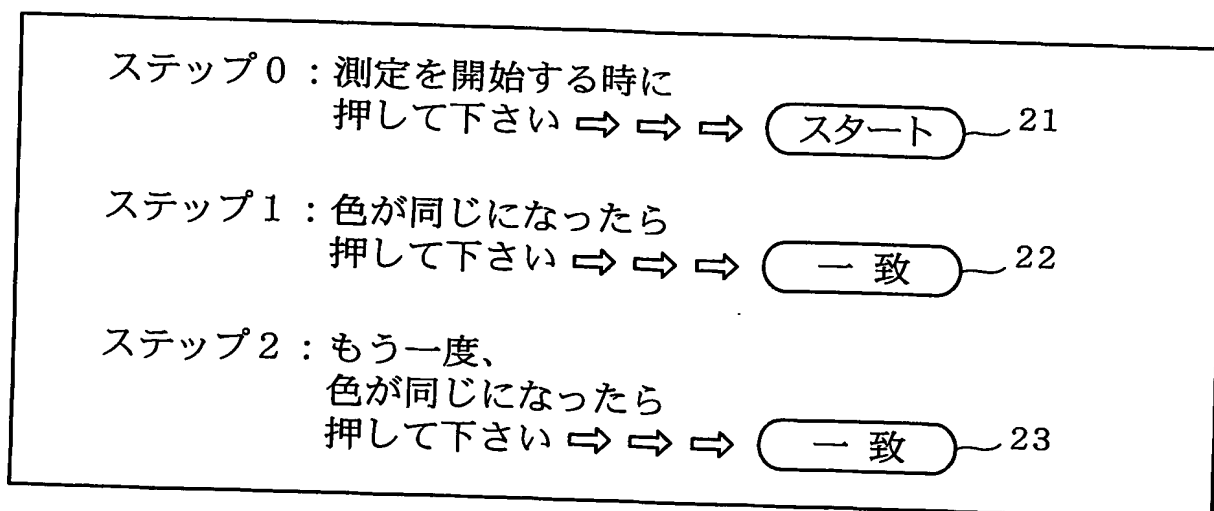 ステップ0：測定を開始する時に
押して下さい ⇨ ⇨ ⇨ スタート 21
ステップ1：色が同じになったら
押して下さい ⇨ ⇨ ⇨ 一 致 22
ステップ2：もう一度、
色が同じになったら
押して下さい ⇨ ⇨ ⇨ 一 致 23